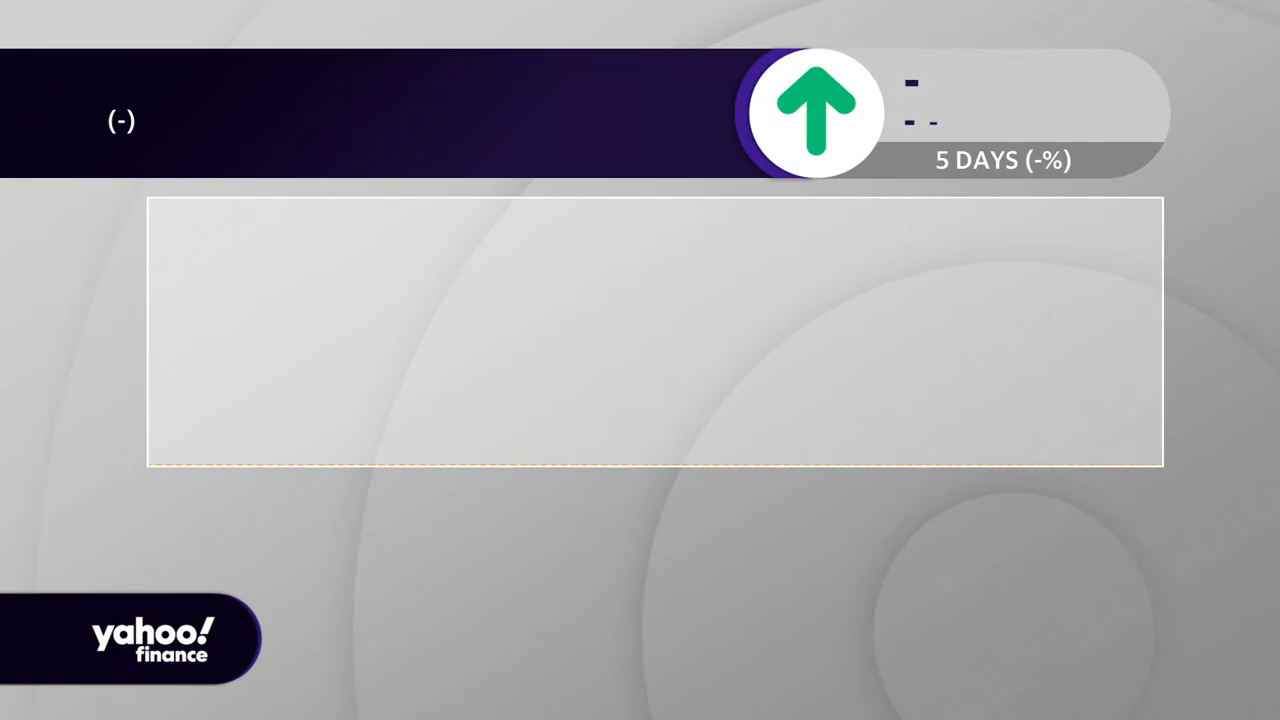 (-)
-
- -
5 DAYS (-%)
yahoo!
finance